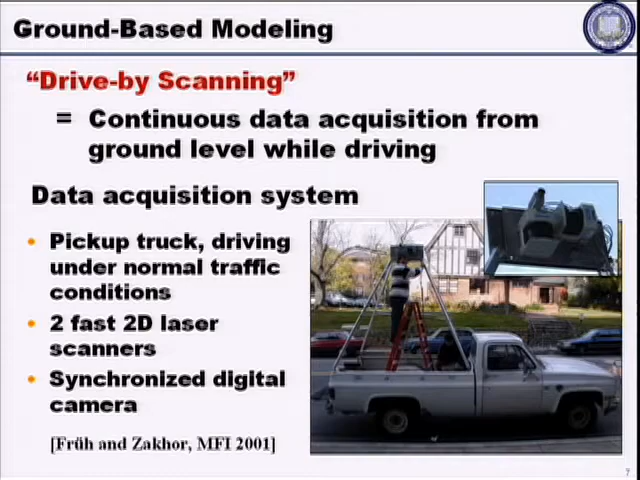 Ground-Based Modeling
“Drive-by Scanning”
= Continuous data acquisition from
ground level while driving
Data acquisition system
• Pickup truck, driving
under normal traffic
conditions
• 2 fast 2D laser
scanners
• Synchronized digital
camera
[Früh and Zakhor, MFI 2001]
7